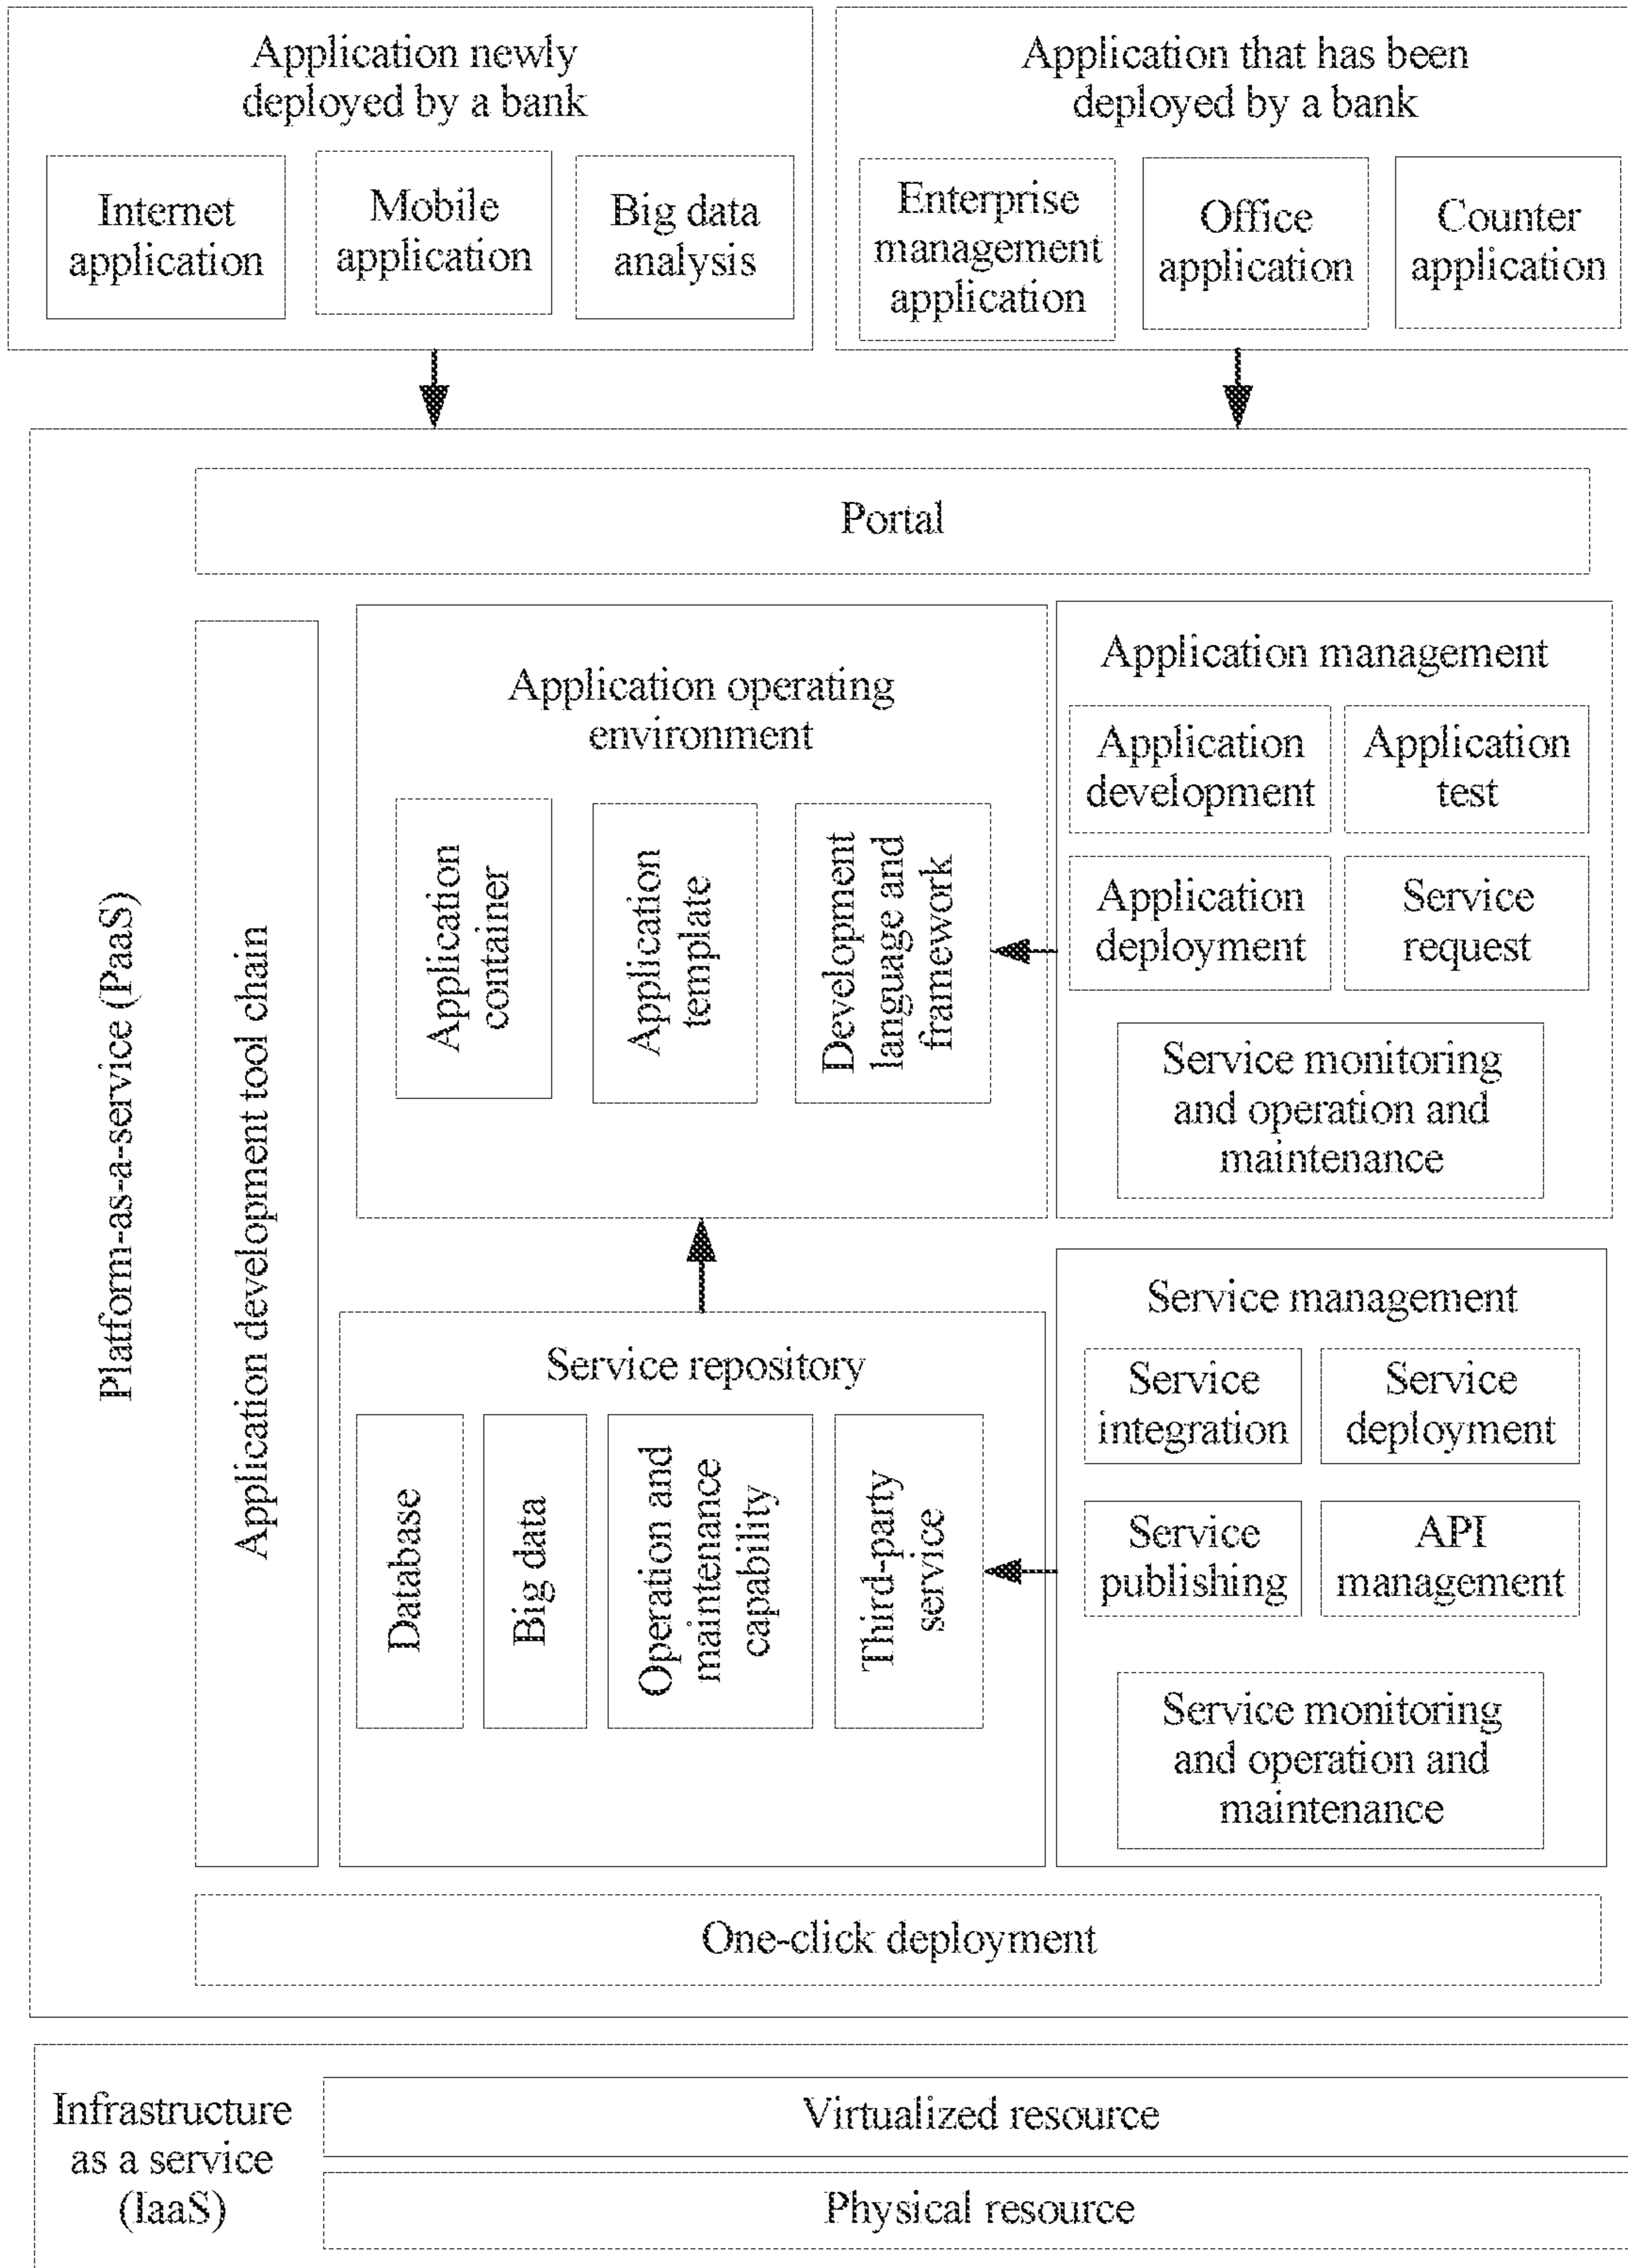 Application newly
deployed by a bank
Internet
application
Mobile
application
Big data
analysis
Application that has been
deployed by a bank
Enterprise
management
application
Office
application
Counter
application
Platform-as-a-service (PaaS)
Portal
Application development tool chain
Application operating
environment
Application
container
Application
template
Development
language and
framework
Application management
Application
development
Application
test
Application
deployment
Service
request
Service monitoring
and operation and
maintenance
Service repository
Database
Big data
Operation and
maintenance
capability
Third-party
service
Service management
Service
integration
Service
deployment
Service
publishing
API
management
Service monitoring
and operation and
maintenance
One-click deployment
Infrastructure
as a service
(IaaS)
Virtualized resource
Physical resource